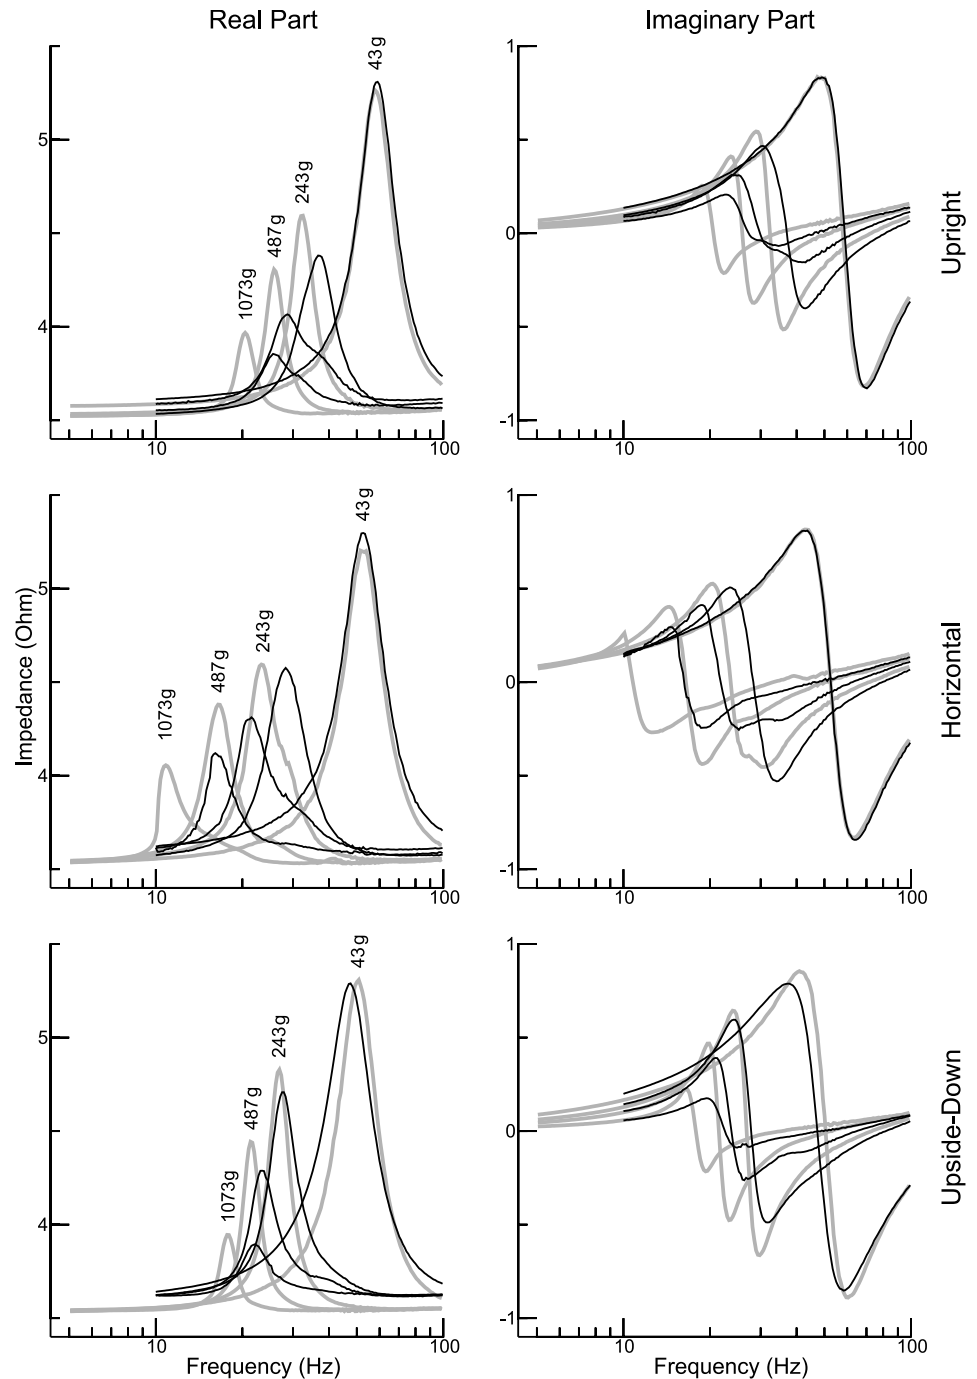 Real Part
Imaginary Part
43g
243g
487g
1073g
5
4
10
100
1
0
-1
10
100
Upright
43g
243g
487g
1073g
5
4
10
100
Impedance (Ohm)
1
0
-1
10
100
Horizontal
43g
243g
487g
1073g
5
4
10
100
Frequency (Hz)
1
0
-1
10
100
Frequency (Hz)
Upside-Down